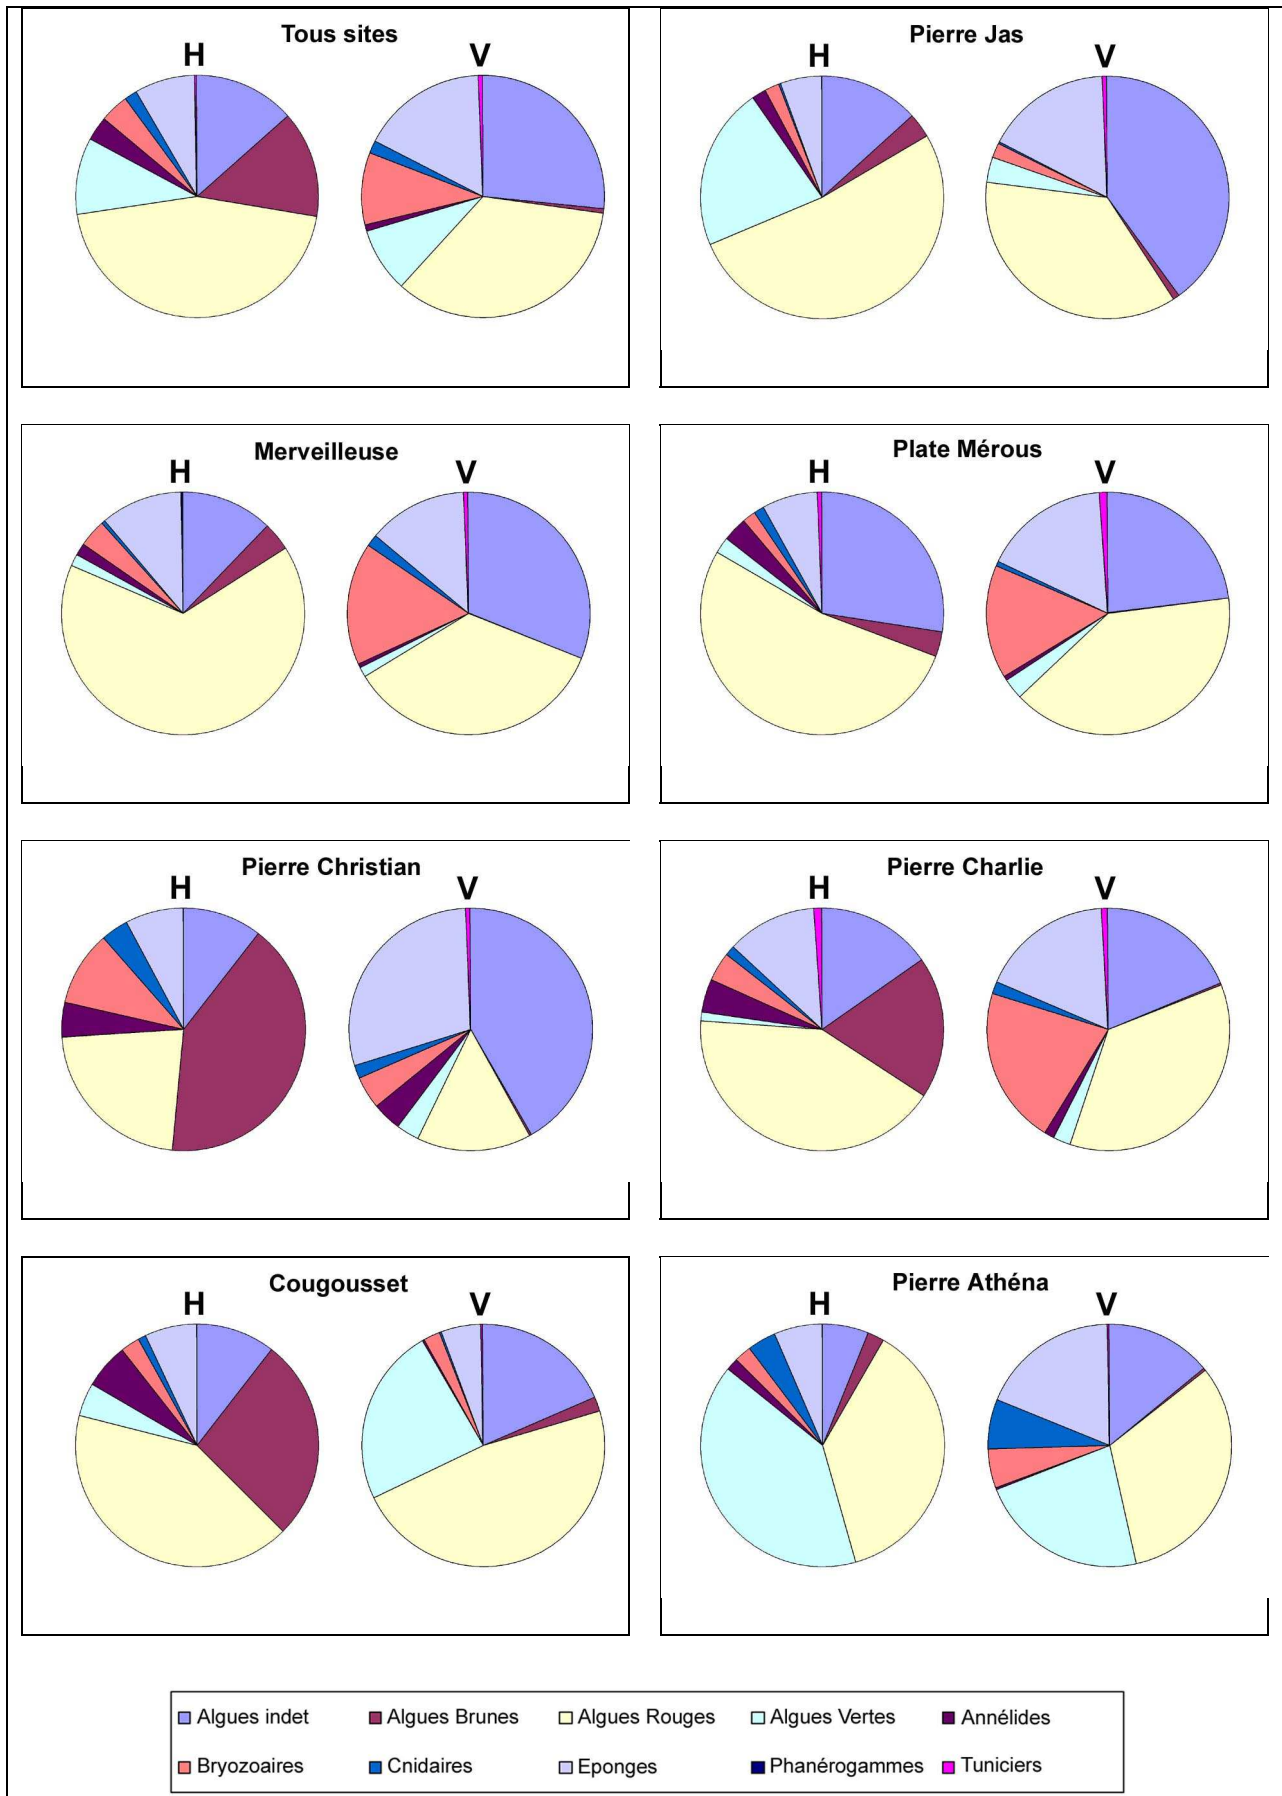 Tous sites
H V
Pierre Jas
H V
Merveilleuse
H V
Plate Mérous
H V
Pierre Christian
H V
Pierre Charlie
H V
Cougousset
H V
Pierre Athéna
H V
Algues indet Algues Brunes Algues Rouges Algues Vertes Annélides
Bryozoaires Cnidaires Eponges Phanérogammes Tuniciers